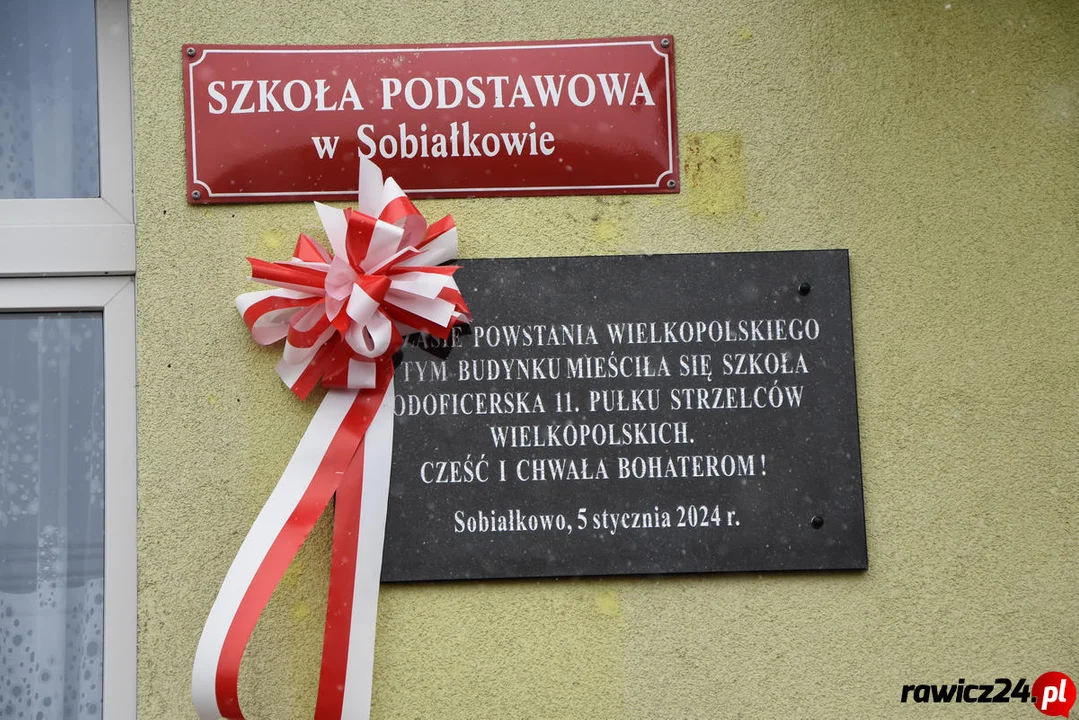 SZKOŁA PODSTAWOWA
w Sobiałkowie
POWSTANIA WIELKOPOLSKIEGO
TYM BUDYNKU MIEŚCIŁA SIĘ SZKOŁA
ODOFICERSKA 11. PUŁKU STRZELCÓW
WIELKOPOLSKICH.
CZEŚĆ I CHWAŁA BOHATEROM!
Sobiałkowo, 5 stycznia 2024 r.
rawicz24.pl